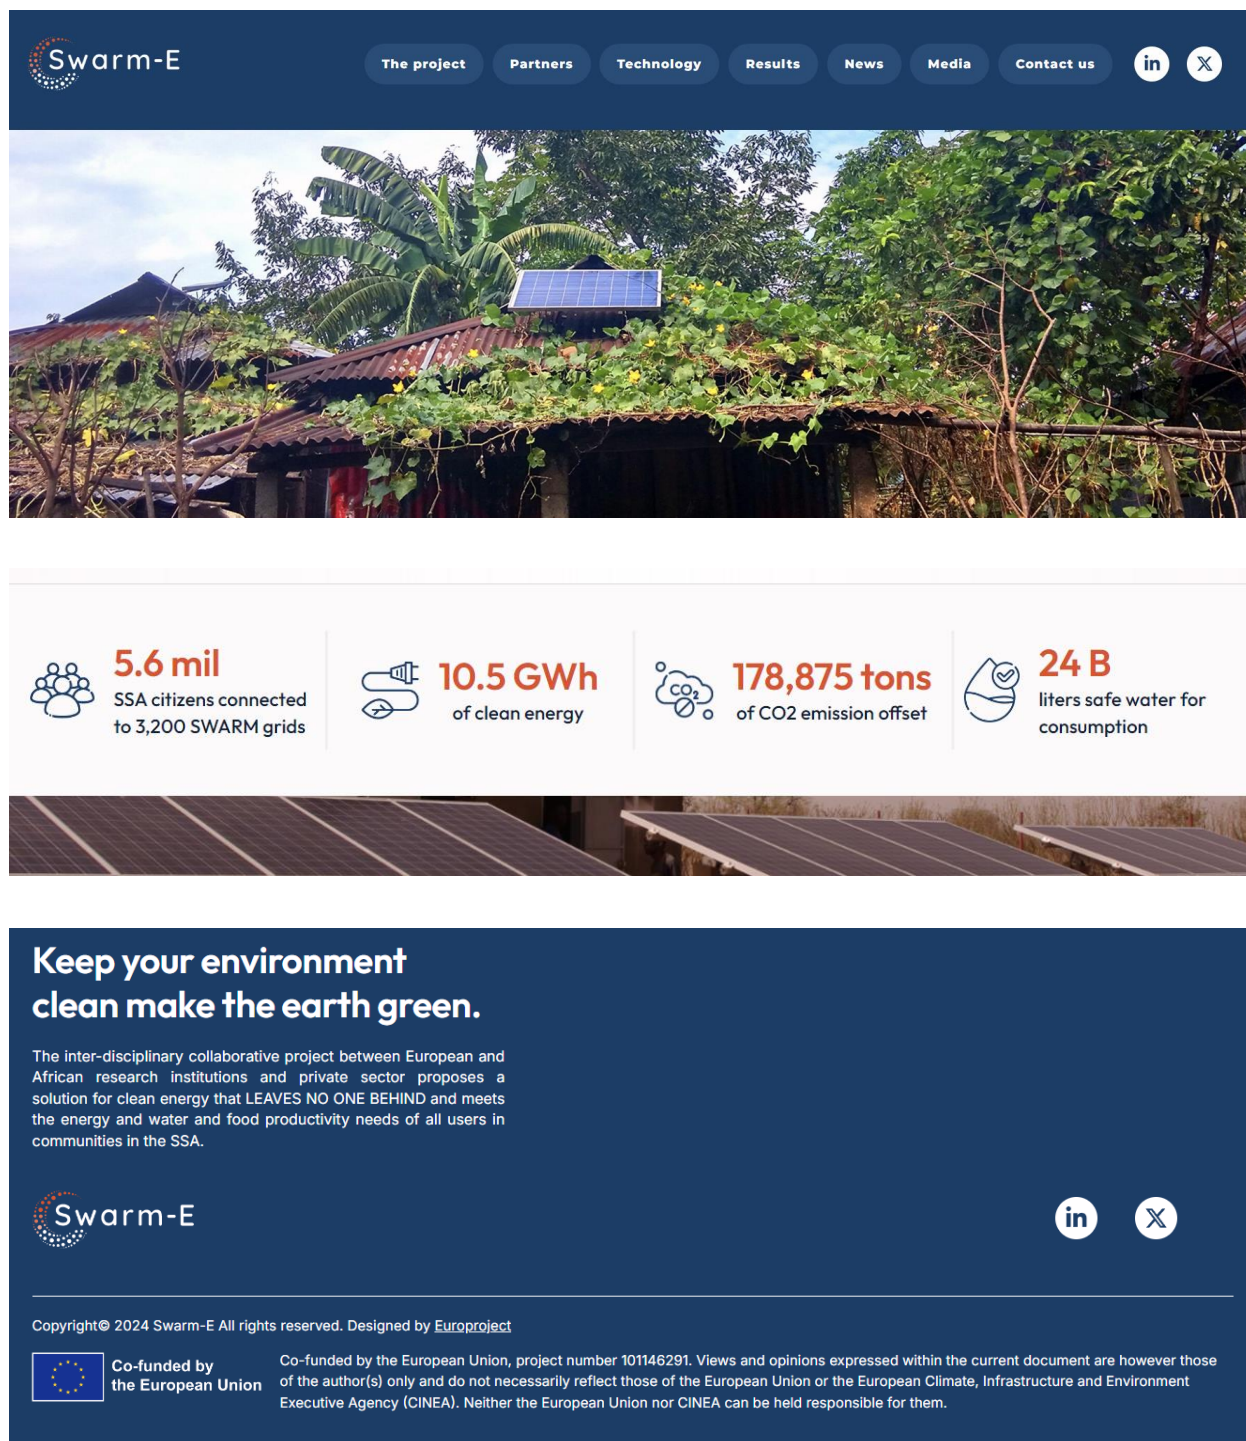 Swarm-E
The project
Partners
Technology
Results
News
Media
Contact us
in
X
5.6 mil
SSA citizens connected
to 3,200 SWARM grids
10.5 GWh
of clean energy
CO2
178,875 tons
of CO2 emission offset
24 B
liters safe water for
consumption
Keep your environment
clean make the earth green.
The inter-disciplinary collaborative project between European and
African research institutions and private sector proposes a
solution for clean energy that LEAVES NO ONE BEHIND and meets
the energy and water and food productivity needs of all users in
communities in the SSA.
Swarm-E
in
X
Copyright© 2024 Swarm-E All rights reserved. Designed by Europroject
Co-funded by
the European Union
Co-funded by the European Union, project number 101146291. Views and opinions expressed within the current document are however those
of the author(s) only and do not necessarily reflect those of the European Union or the European Climate, Infrastructure and Environment
Executive Agency (CINEA). Neither the European Union nor CINEA can be held responsible for them.